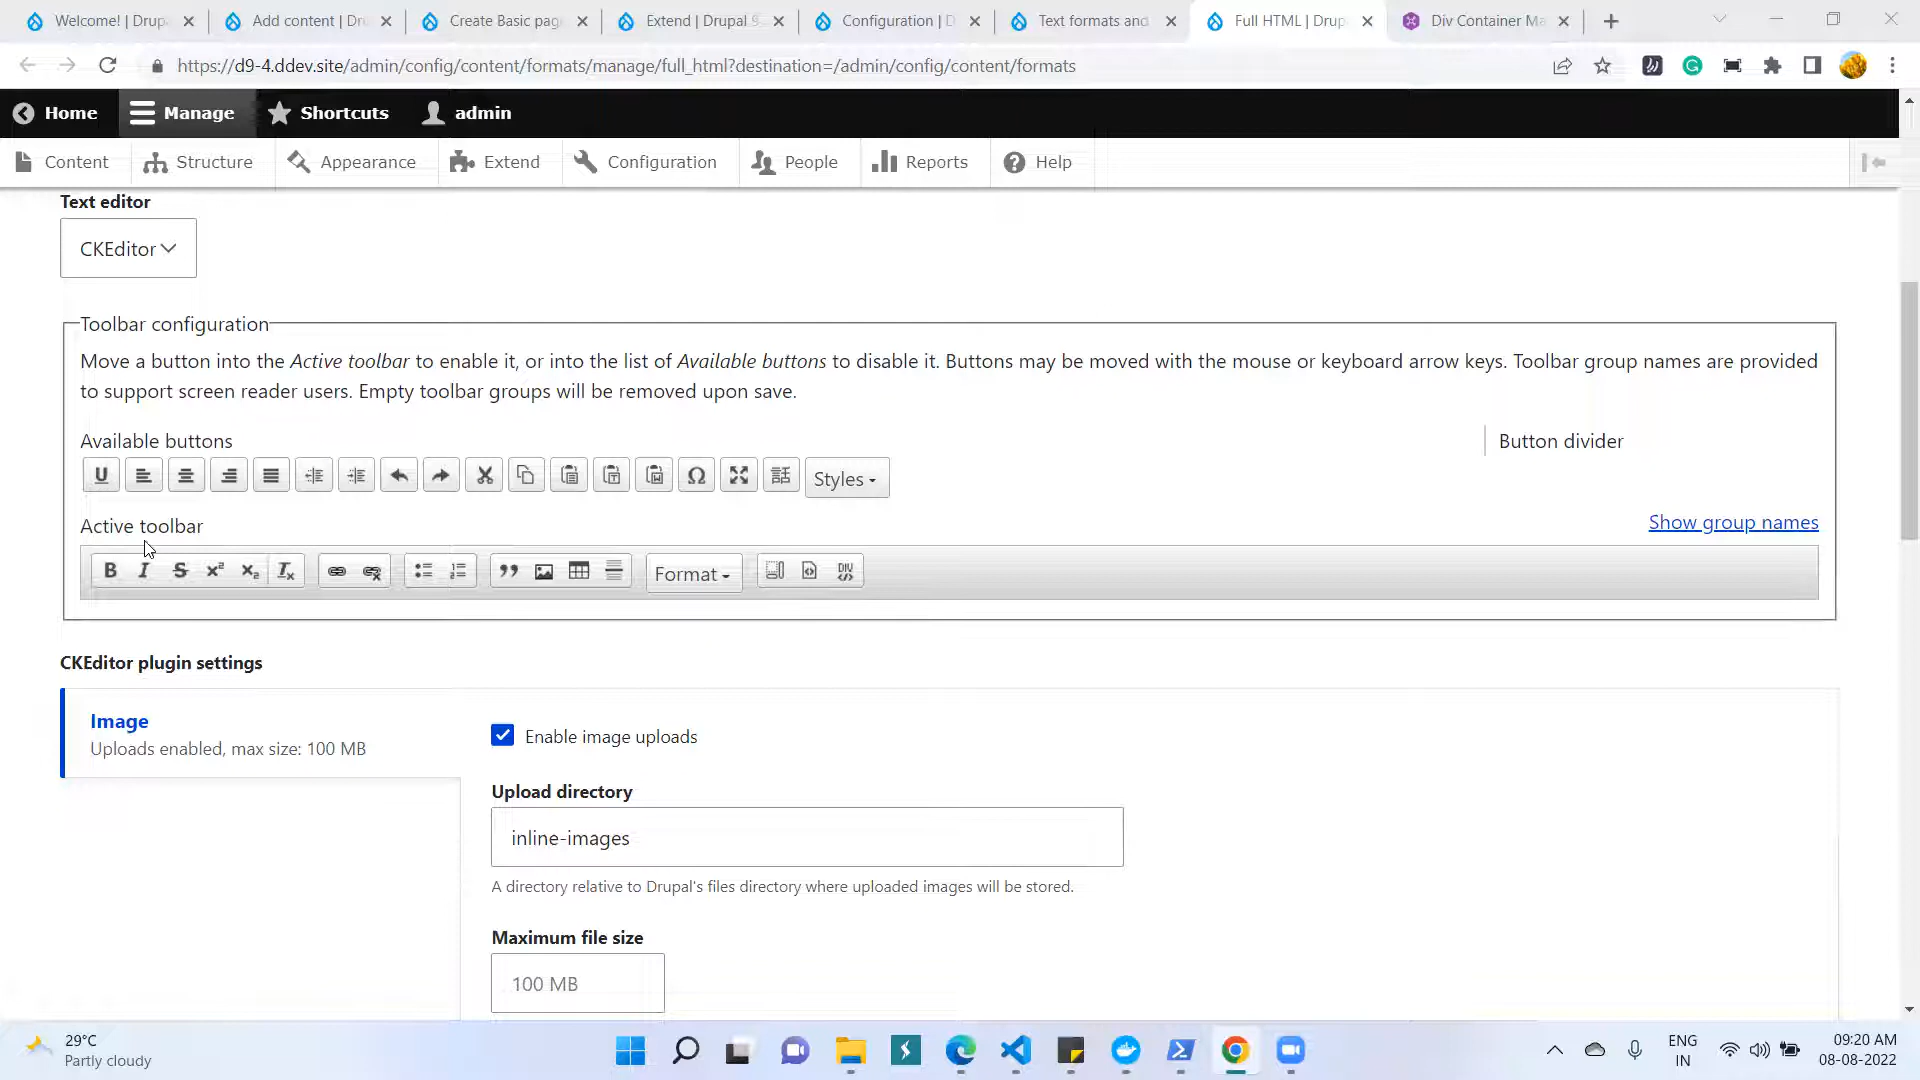 Welcome! | Drup
Add content | Dr
Create Basic pag
Extend | Drupal 9
Configuration | D
Text formats and
Full HTML | Drup
Div Container Ma
https://d9-4.ddev.site/admin/config/content/formats/manage/full_html?destination=/admin/config/content/formats
Home
Manage
Shortcuts
admin
Content
Structure
Appearance
Extend
Configuration
People
Reports
Help
Text editor
CKEditor
Toolbar configuration
Move a button into the Active toolbar to enable it, or into the list of Available buttons to disable it. Buttons may be moved with the mouse or keyboard arrow keys. Toolbar group names are provided
to support screen reader users. Empty toolbar groups will be removed upon save.
Available buttons
Button divider
Styles
Active toolbar
Show group names
Format
DIV
CKEditor plugin settings
Image
Uploads enabled, max size: 100 MB
Enable image uploads
Upload directory
inline-images
A directory relative to Drupal's files directory where uploaded images will be stored.
Maximum file size
100 MB
29°C
Partly cloudy
ENG
IN
09:20 AM
08-08-2022